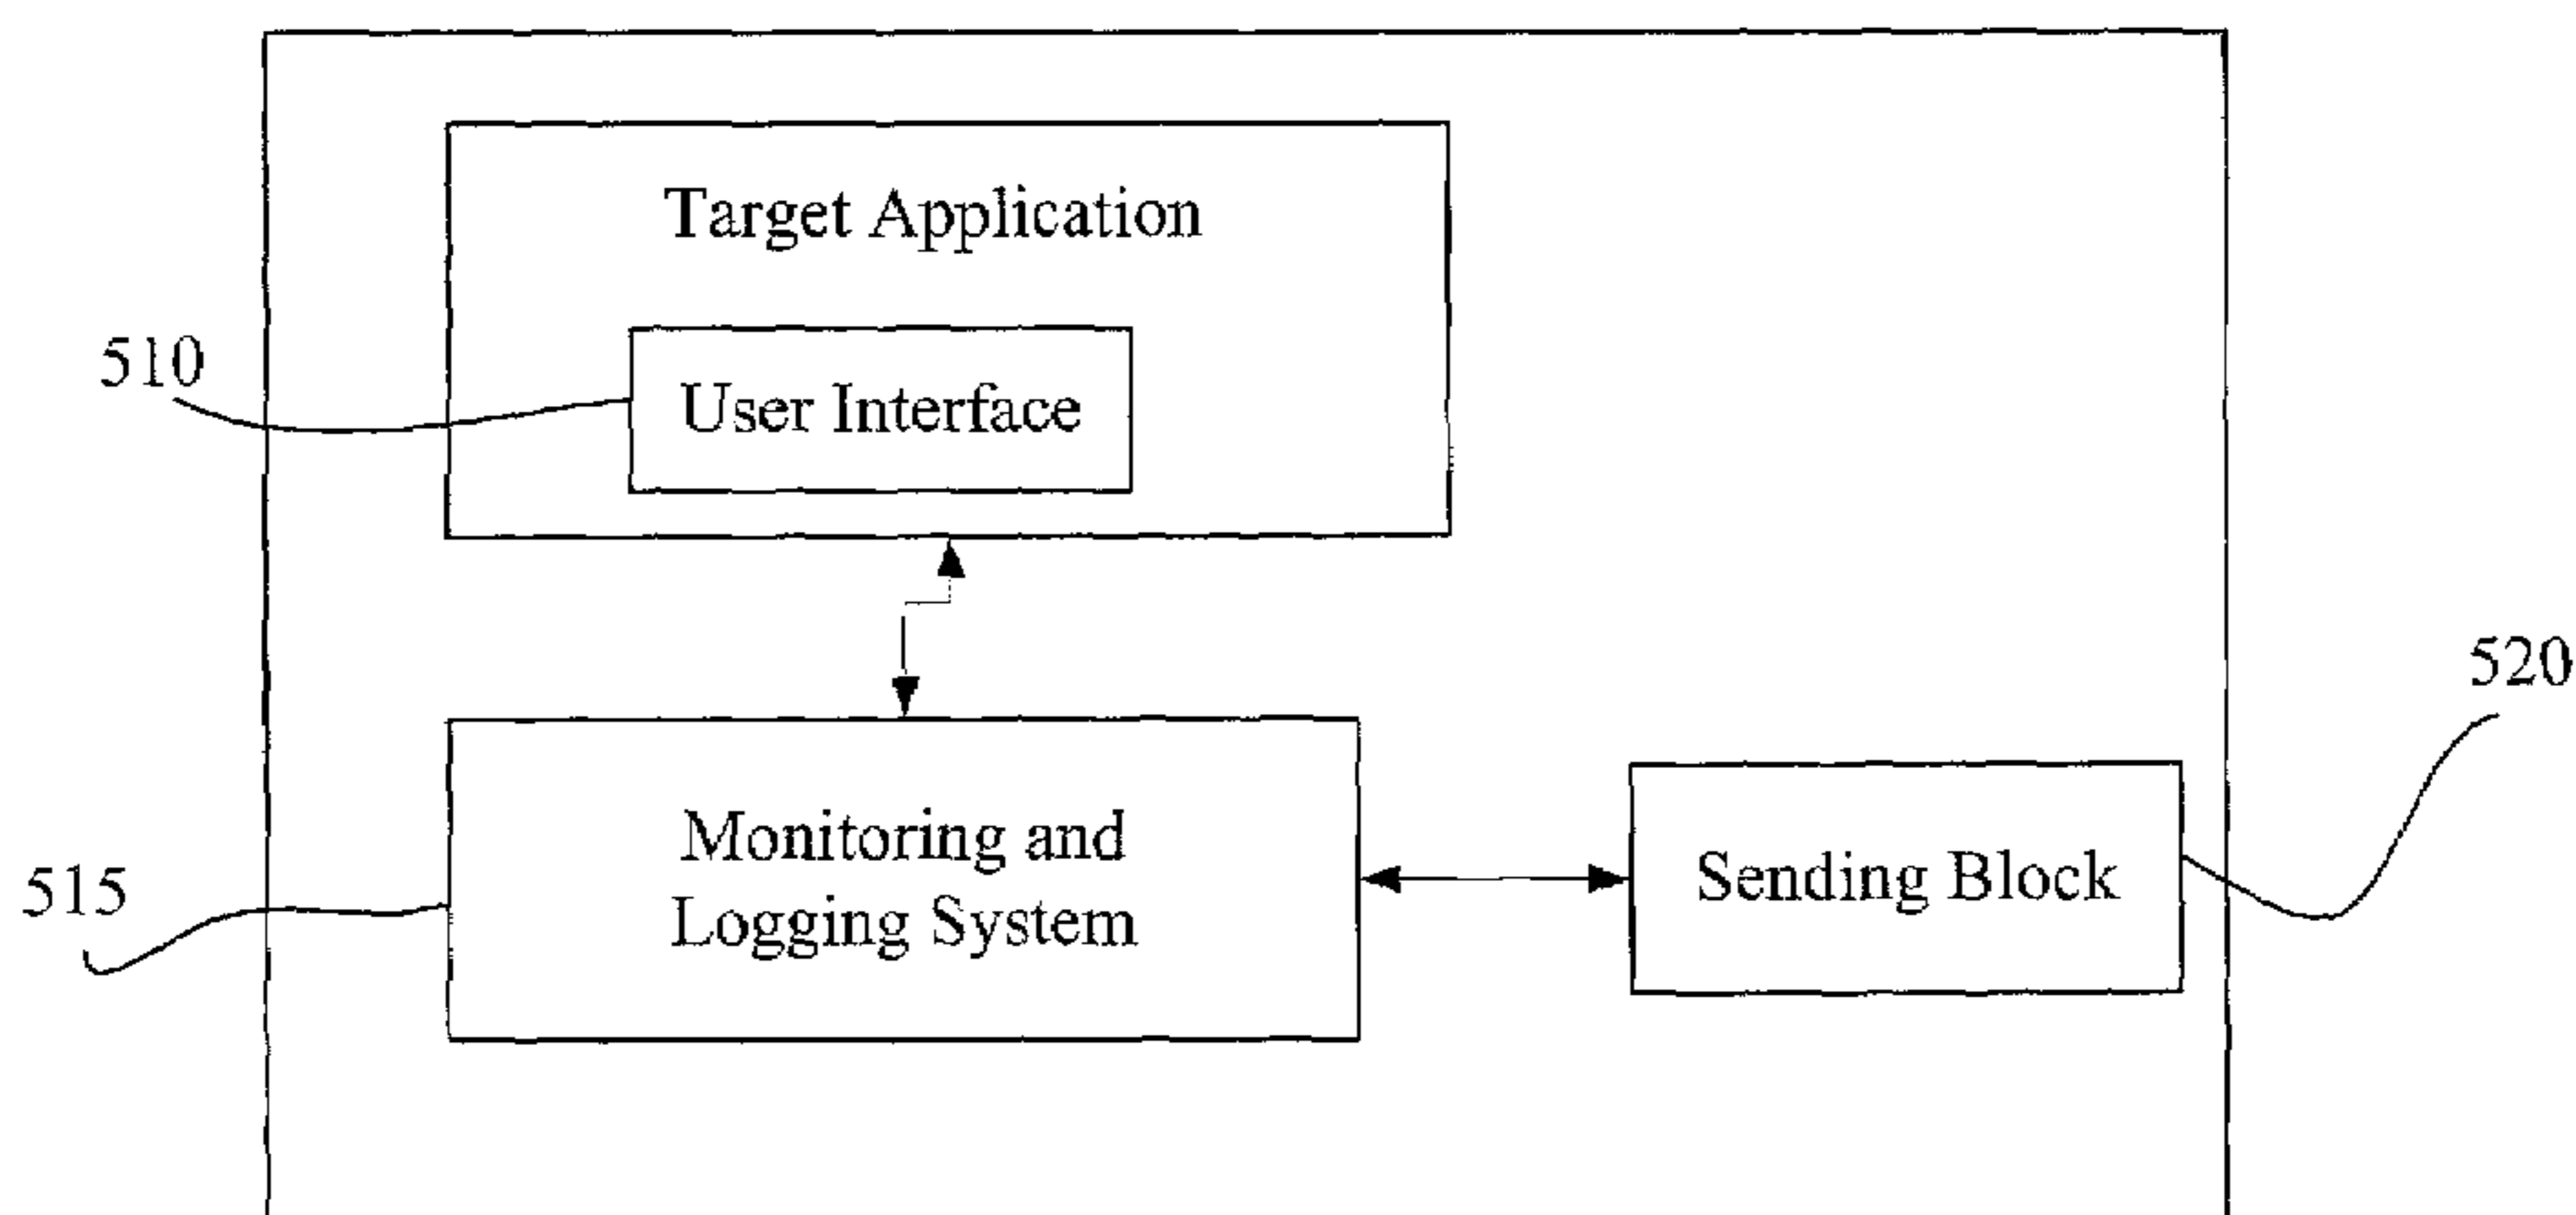 Target Application
510
User Interface
520
Monitoring and
Logging System
515
Sending Block